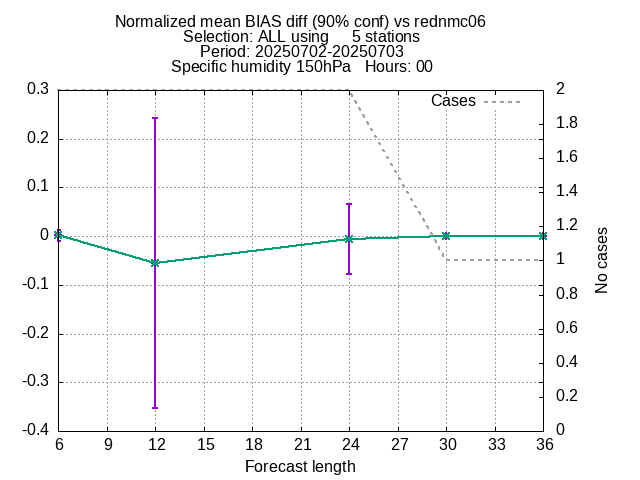 Normalized mean BIAS diff (90% conf) vs rednmc06
Selection: ALL using     5 stations
Period: 20250702-20250703
Specific humidity 150hPa   Hours: 00
Cases
0.3
0.2
0.1
0
-0.1
-0.2
-0.3
-0.4
2
1.8
1.6
1.4
1.2
1
0.8
0.6
0.4
0.2
0
No cases
6 9 12 15 18 21 24 27 30 33 36
Forecast length